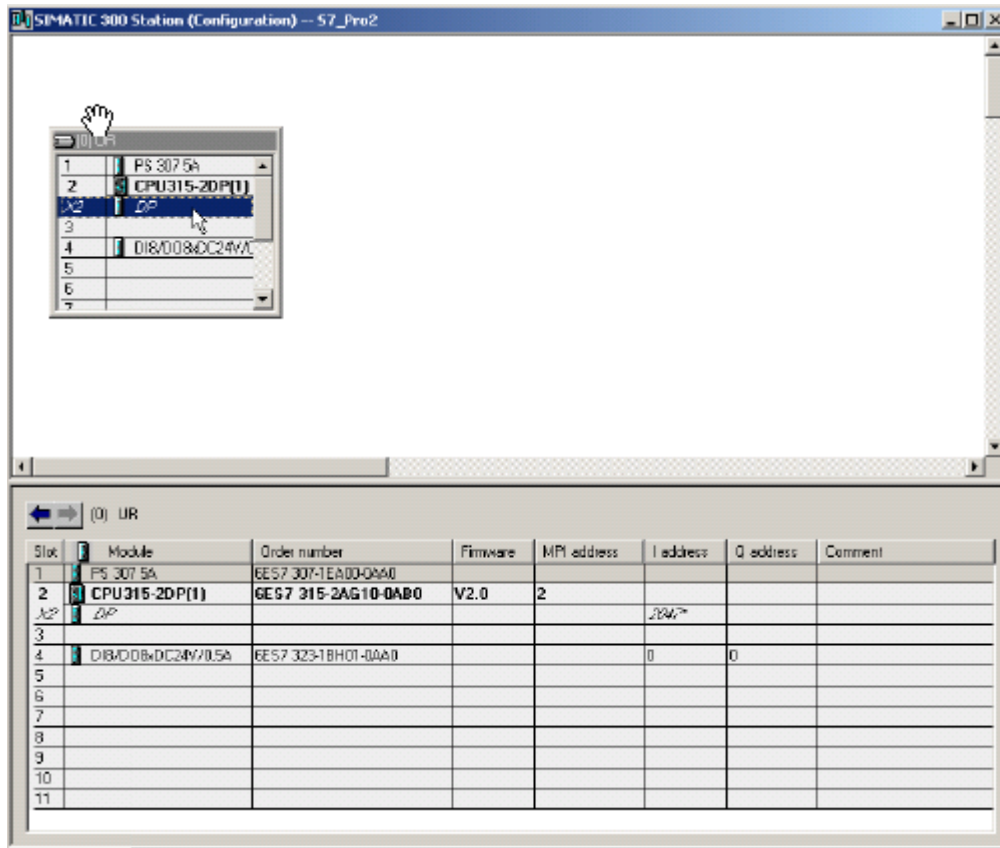 SIMATIC 300 Station (Configuration) -- S7_Pro2
(0) UR
1 PS 307 5A
2 CPU315-2DP(1)
X2 DP
3
4 DI8/DO8xDC24V/0
5
6
7
(0) UR
Slot Module Order number Firmware MPI address I address Q address Comment
1 PS 307 5A 6ES7 307-1EA00-0AA0
2 CPU315-2DP(1) 6ES7 315-2AG10-0AB0 V2.0 2
X2 DP 2047*
3
4 DI8/DO8xDC24V/0.5A 6ES7 323-1BH01-0AA0 0 0
5
6
7
8
9
10
11